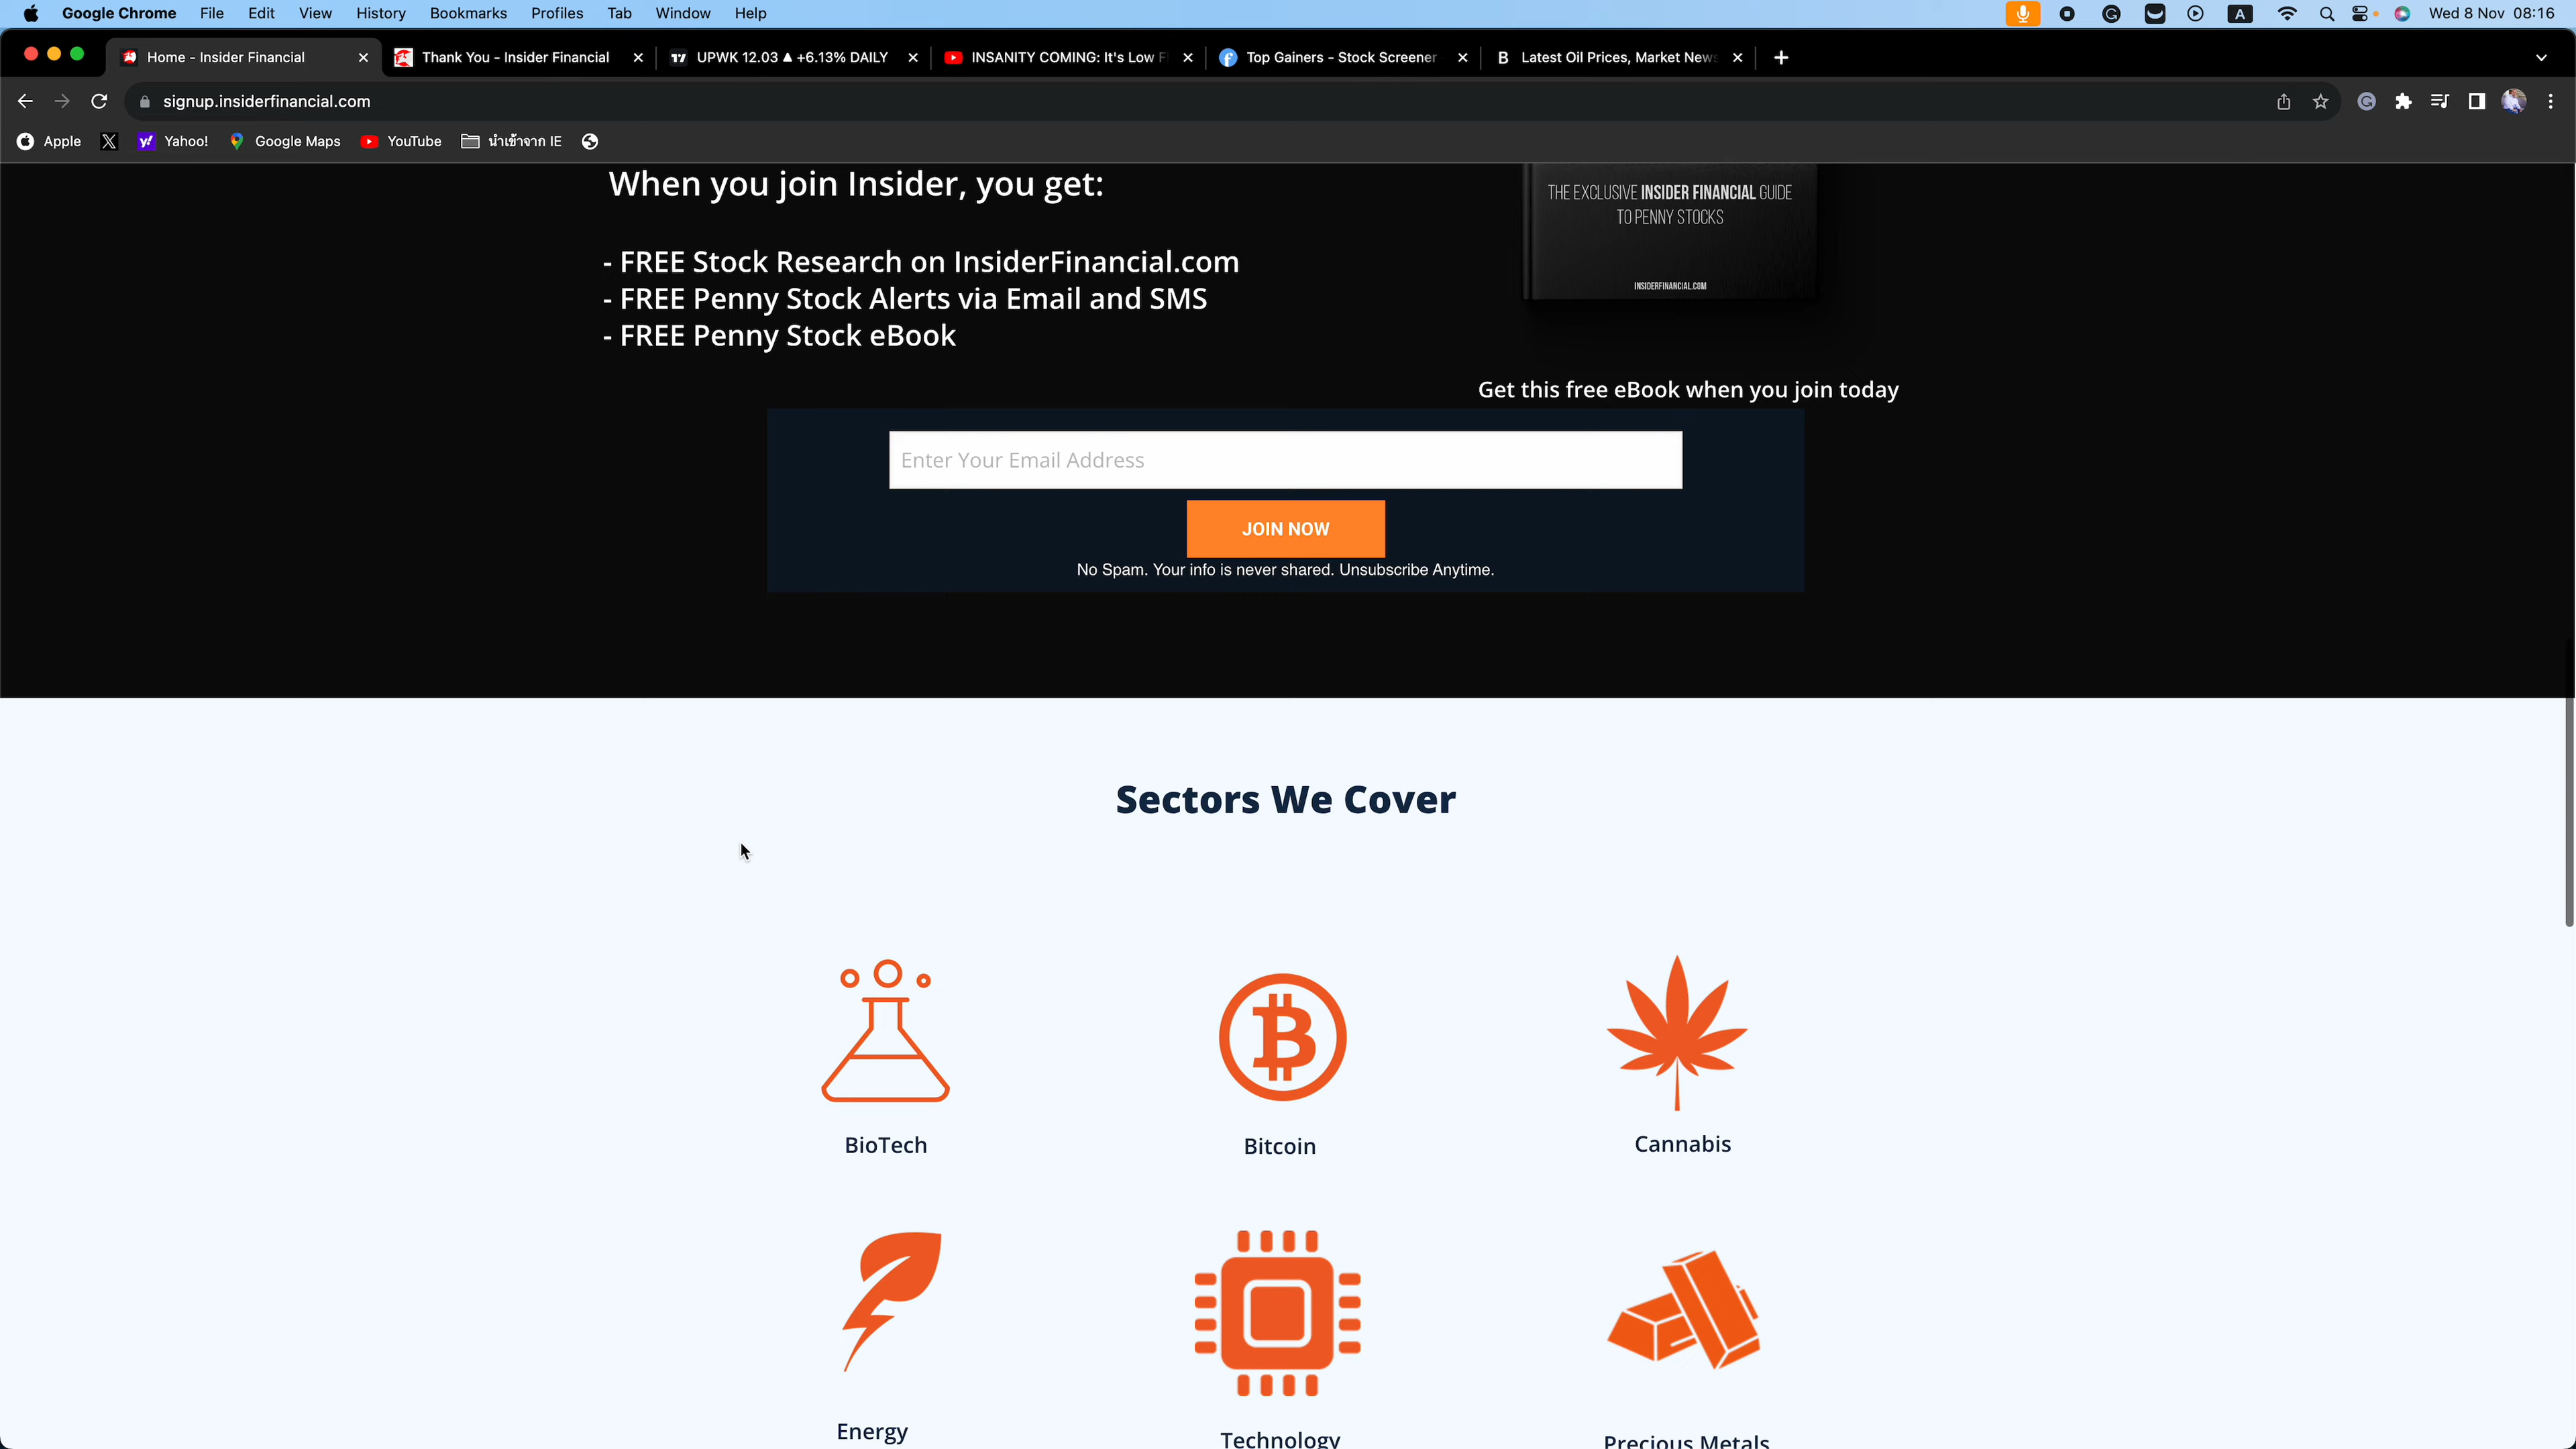 Google Chrome File Edit View History Bookmarks Profiles Tab Window Help A Wed 8 Nov 08:16
Home - Insider Financial Thank You - Insider Financial UPWK 12.03 ▲ +6.13% DAILY INSANITY COMING: It's Low F Top Gainers - Stock Screener B Latest Oil Prices, Market News
signup.insiderfinancial.com
Apple X Yahoo! Google Maps YouTube นำเข้าจาก IE
When you join Insider, you get:
- FREE Stock Research on InsiderFinancial.com
- FREE Penny Stock Alerts via Email and SMS
- FREE Penny Stock eBook
THE EXCLUSIVE INSIDER FINANCIAL GUIDE
TO PENNY STOCKS
INSIDERFINANCIAL.COM
Get this free eBook when you join today
Enter Your Email Address
JOIN NOW
No Spam. Your info is never shared. Unsubscribe Anytime.
Sectors We Cover
BioTech Bitcoin Cannabis
Energy Technology Precious Metals